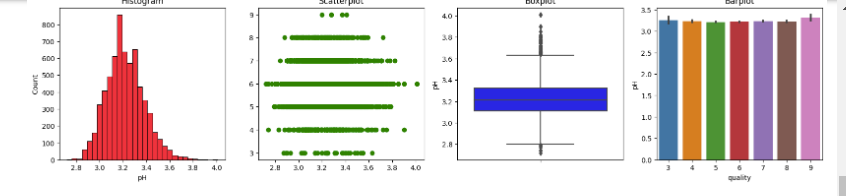 Histogram
Scatterplot
Boxplot
Barplot
800
700
600
500
400
300
200
100
0
Count
2.8 3.0 3.2 3.4 3.6 3.8 4.0
pH
9
8
7
6
5
4
3
2.8 3.0 3.2 3.4 3.6 3.8 4.0
4.0
3.8
3.6
3.4
3.2
3.0
2.8
pH
3.5
3.0
2.5
2.0
1.5
1.0
0.5
0.0
pH
3 4 5 6 7 8 9
quality